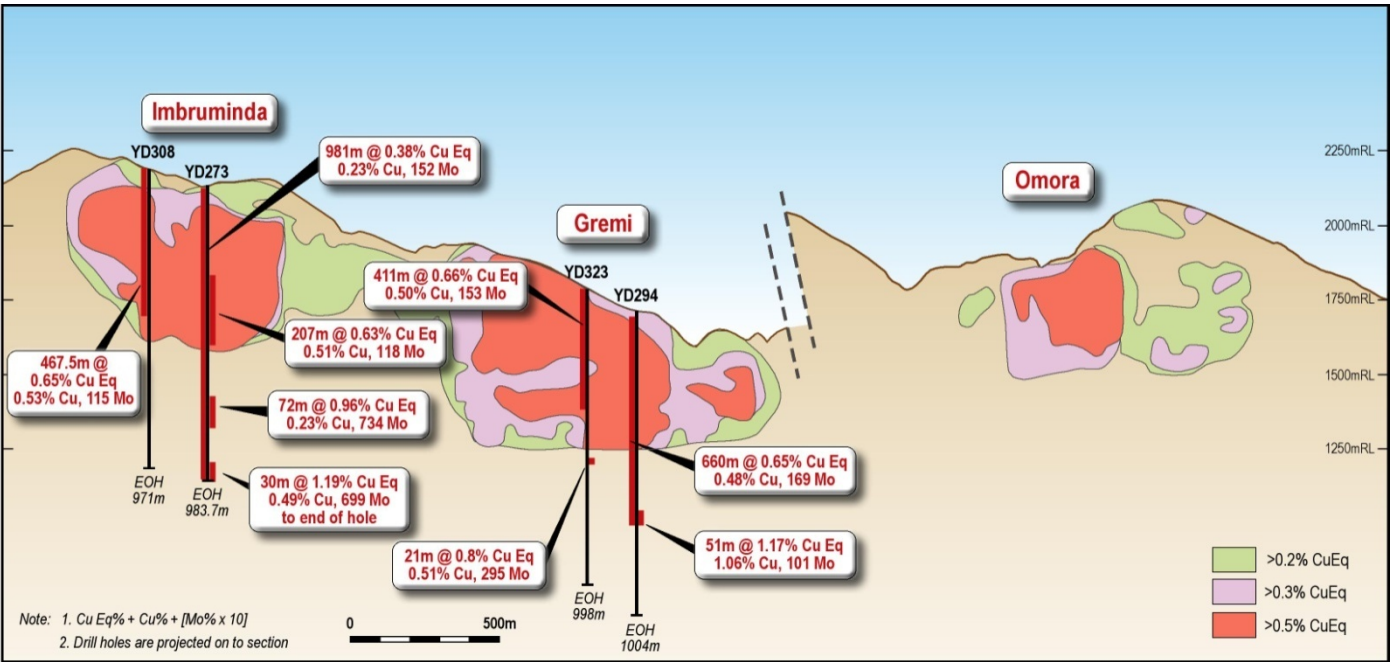 Imbruminda
YD308
YD273
981m @ 0.38% Cu Eq
0.23% Cu, 152 Mo
467.5m @
0.65% Cu Eq
0.53% Cu, 115 Mo
207m @ 0.63% Cu Eq
0.51% Cu, 118 Mo
72m @ 0.96% Cu Eq
0.23% Cu, 734 Mo
30m @ 1.19% Cu Eq
0.49% Cu, 699 Mo
to end of hole
EOH
971m
EOH
983.7m
Gremi
YD323
YD294
411m @ 0.66% Cu Eq
0.50% Cu, 153 Mo
660m @ 0.65% Cu Eq
0.48% Cu, 169 Mo
21m @ 0.8% Cu Eq
0.51% Cu, 295 Mo
51m @ 1.17% Cu Eq
1.06% Cu, 101 Mo
EOH
998m
EOH
1004m
Omora
2250mRL
2000mRL
1750mRL
1500mRL
1250mRL
>0.2% CuEq
>0.3% CuEq
>0.5% CuEq
Note: 1. Cu Eq% + Cu% + [Mo% x 10]
2. Drill holes are projected on to section
0 500m